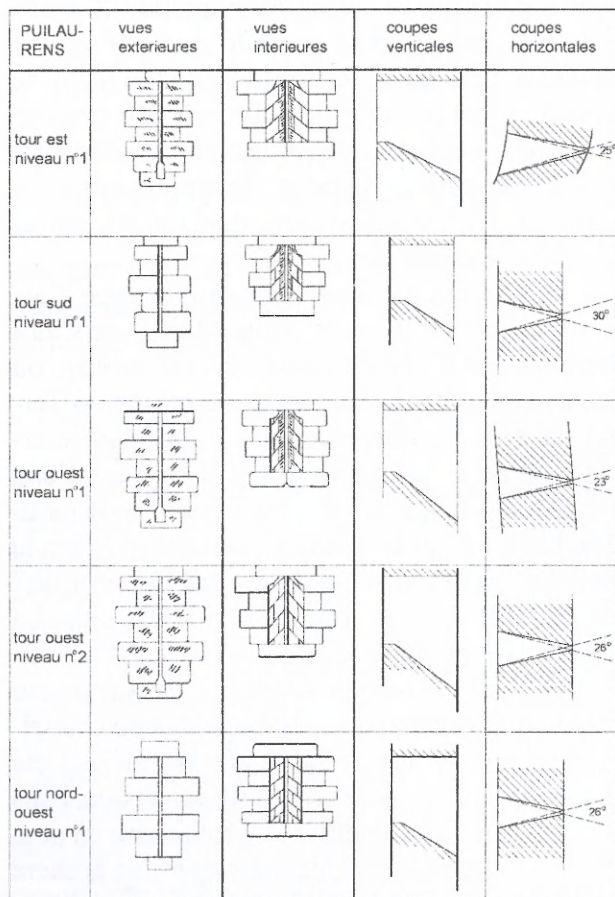 PUILAU-
RENS
vues
exterieures
vues
interieures
coupes
verticales
coupes
horizontales
tour est
niveau n°1
25°
tour sud
niveau n°1
30°
tour ouest
niveau n°1
23°
tour ouest
niveau n°2
26°
tour nord-
ouest
niveau n°1
26°